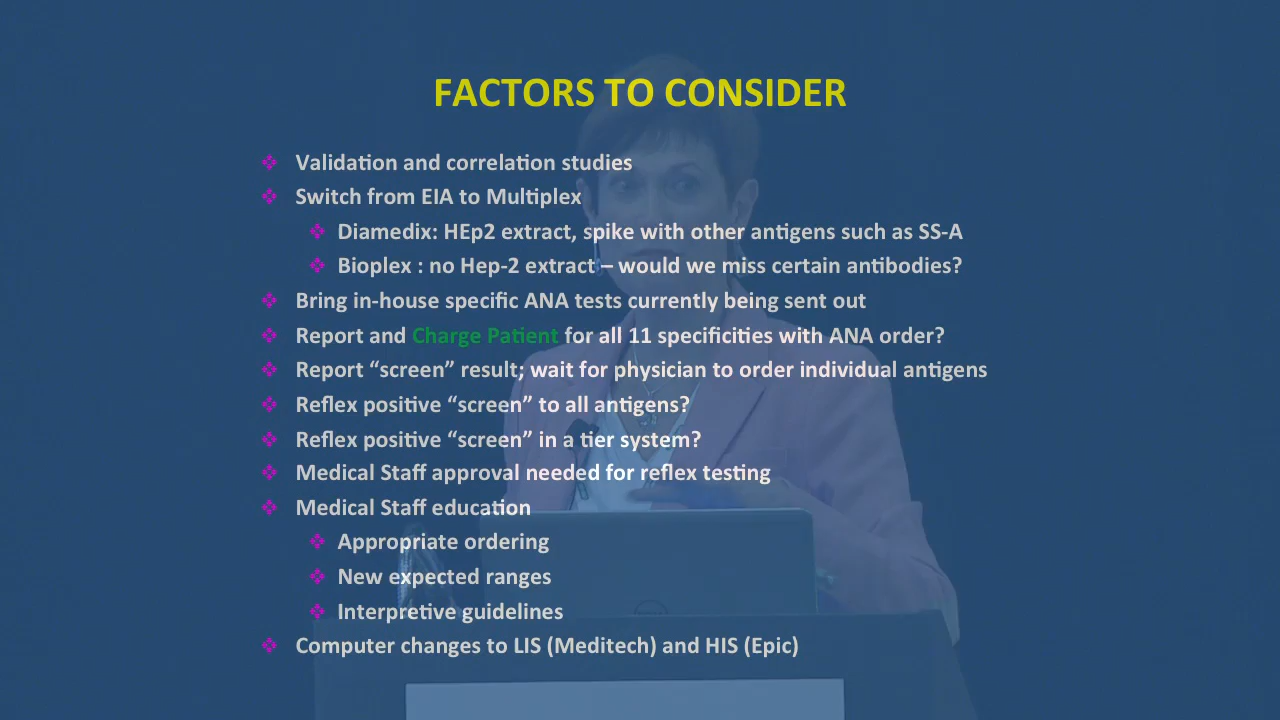 FACTORS TO CONSIDER
Validation and correlation studies
Switch from EIA to Multiplex
Diamedix: HEp2 extract, spike with other antigens such as SS-A
Bioplex : no Hep-2 extract – would we miss certain antibodies?
Bring in-house specific ANA tests currently being sent out
Report and Charge Patient for all 11 specificities with ANA order?
Report “screen” result; wait for physician to order individual antigens
Reflex positive “screen” to all antigens?
Reflex positive “screen” in a tier system?
Medical Staff approval needed for reflex testing
Medical Staff education
Appropriate ordering
New expected ranges
Interpretive guidelines
Computer changes to LIS (Meditech) and HIS (Epic)